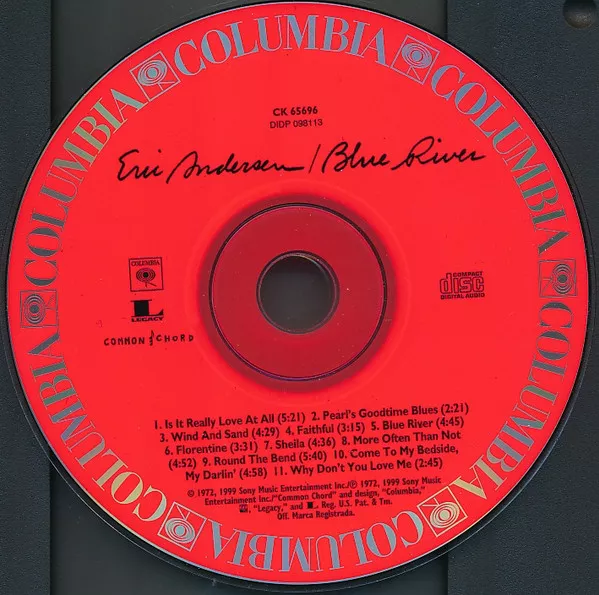 COLUMBIA COLUMBIA COLUMBIA COLUMBIA COLUMBIA COLUMBIA COLUMBIA COLUMBIA
CK 65696
DIDP 098113
Eric Andersen / Blue River
COLUMBIA
LEGACY
COMMON CHORD
COMPACT
disc
DIGITAL AUDIO
1. Is It Really Love At All (5:21) 2. Pearl's Goodtime Blues (2:21)
3. Wind And Sand (4:29) 4. Faithful (3:15) 5. Blue River (4:45)
6. Florentine (3:31) 7. Sheila (4:36) 8. More Often Than Not
(4:52) 9. Round The Bend (5:40) 10. Come To My Bedside,
My Darlin' (4:58) 11. Why Don't You Love Me (2:45)
© 1972, 1999 Sony Music Entertainment Inc./℗ 1972, 1999 Sony Music
Entertainment Inc./"Common Chord" and design, "Columbia,"
"Legacy," and L, Reg. U.S. Pat. & Tm.
Off. Marca Registrada.